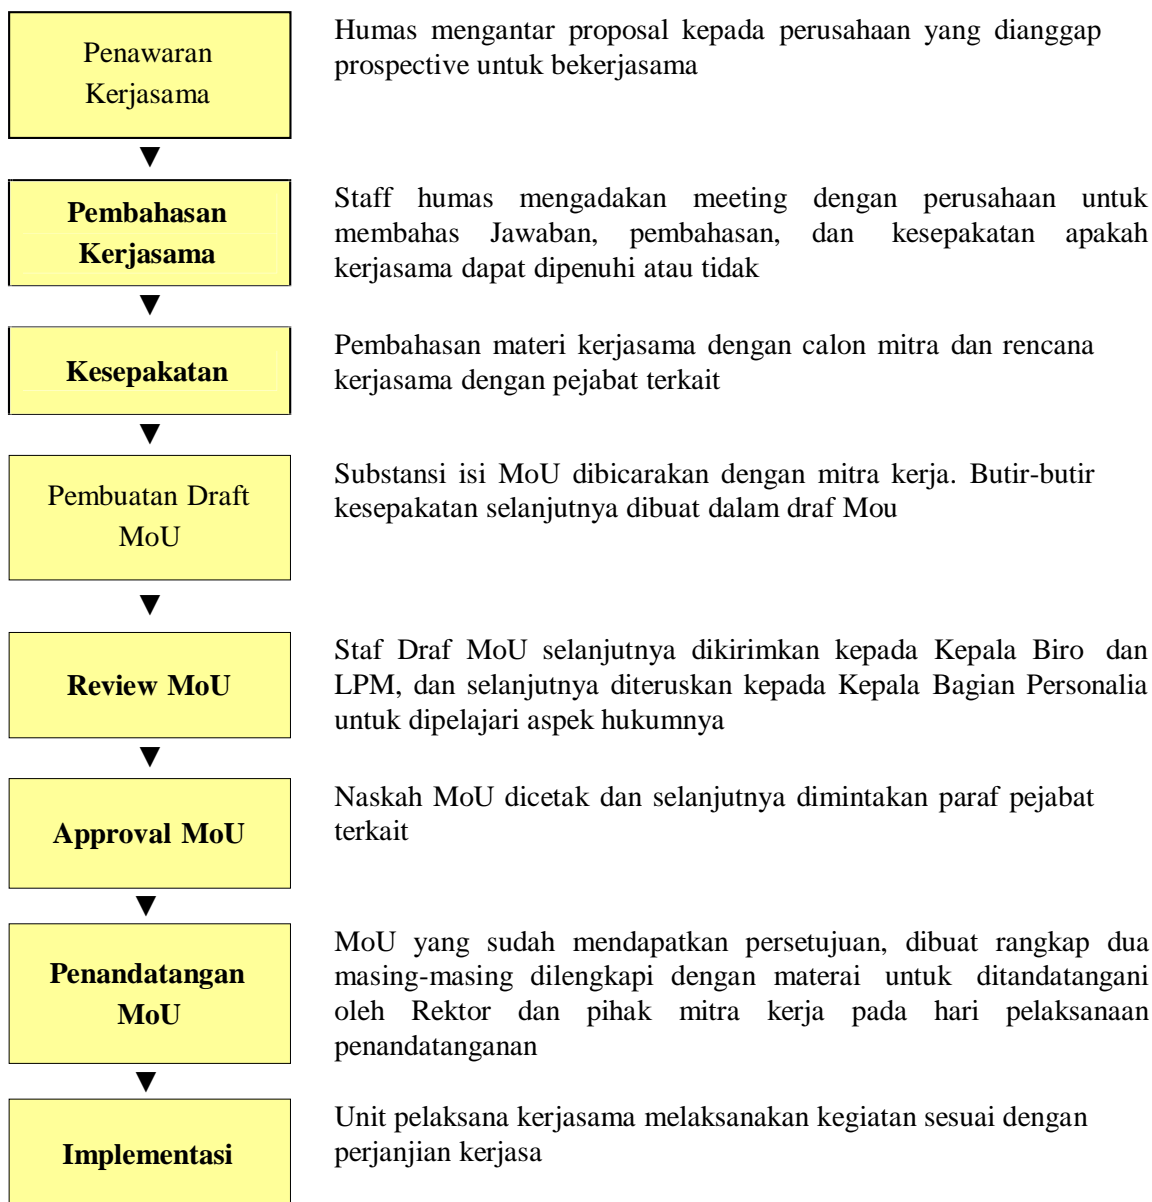 Penawaran
Kerjasama
Humas mengantar proposal kepada perusahaan yang dianggap
prospective untuk bekerjasama
Pembahasan
Kerjasama
Staff humas mengadakan meeting dengan perusahaan untuk
membahas Jawaban, pembahasan, dan kesepakatan apakah
kerjasama dapat dipenuhi atau tidak
Kesepakatan
Pembahasan materi kerjasama dengan calon mitra dan rencana
kerjasama dengan pejabat terkait
Pembuatan Draft
MoU
Substansi isi MoU dibicarakan dengan mitra kerja. Butir-butir
kesepakatan selanjutnya dibuat dalam draf Mou
Review MoU
Staf Draf MoU selanjutnya dikirimkan kepada Kepala Biro dan
LPM, dan selanjutnya diteruskan kepada Kepala Bagian Personalia
untuk dipelajari aspek hukumnya
Approval MoU
Naskah MoU dicetak dan selanjutnya dimintakan paraf pejabat
terkait
Penandatangan
MoU
MoU yang sudah mendapatkan persetujuan, dibuat rangkap dua
masing-masing dilengkapi dengan materai untuk ditandatangani
oleh Rektor dan pihak mitra kerja pada hari pelaksanaan
penandatanganan
Implementasi
Unit pelaksana kerjasama melaksanakan kegiatan sesuai dengan
perjanjian kerjasa